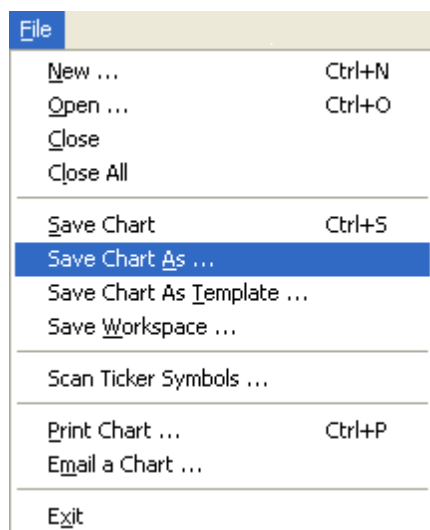 File
New ... Ctrl+N
Open ... Ctrl+O
Close
Close All
Save Chart Ctrl+S
Save Chart As ...
Save Chart As Template ...
Save Workspace ...
Scan Ticker Symbols ...
Print Chart ... Ctrl+P
Email a Chart ...
Exit